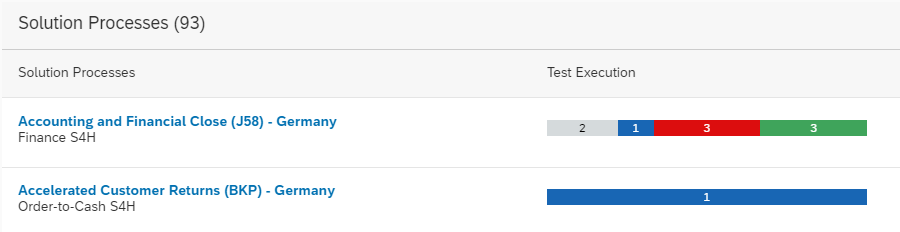 Solution Processes (93)
Solution Processes Test Execution
Accounting and Financial Close (J58) - Germany
Finance S4H
2 1 3 3
Accelerated Customer Returns (BKP) - Germany
Order-to-Cash S4H
1